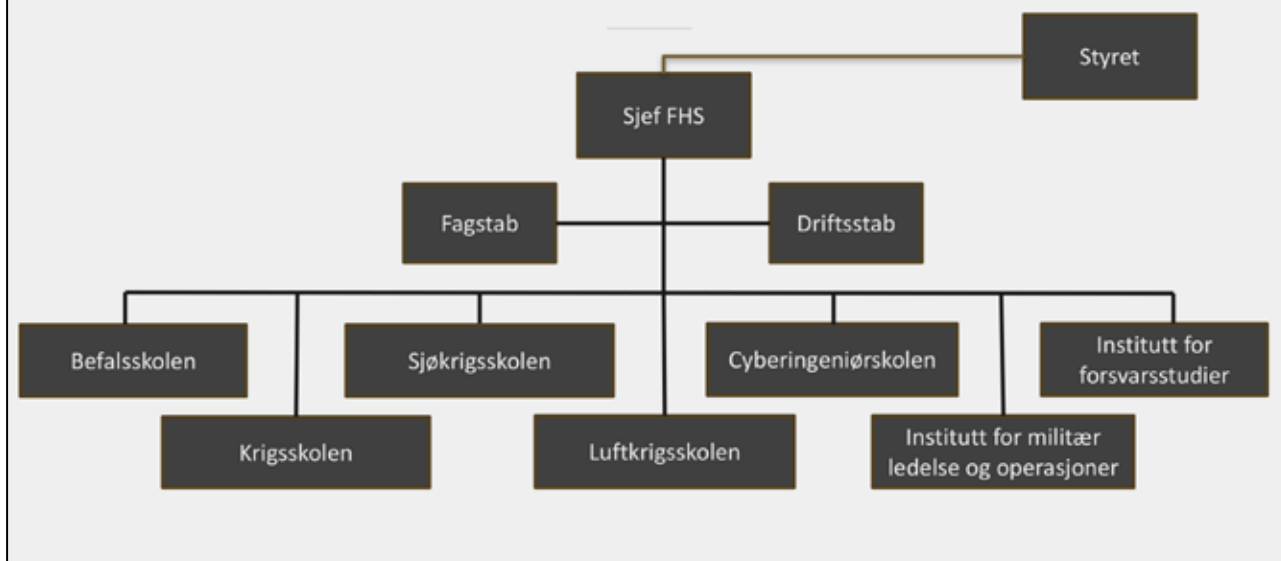 Styret
Sjef FHS
Fagstab
Driftsstab
Befalsskolen
Sjøkrigsskolen
Cyberingeniørskolen
Institutt for
forsvarsstudier
Krigsskolen
Luftkrigsskolen
Institutt for militær
ledelse og operasjoner